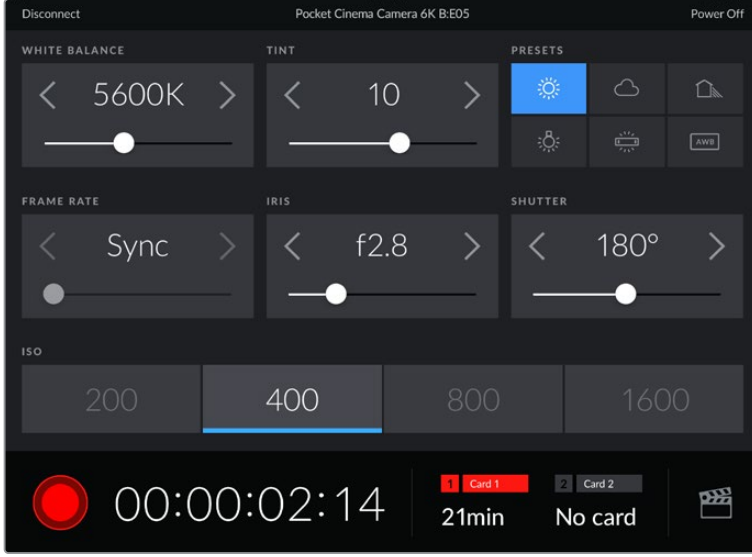 Disconnect Pocket Cinema Camera 6K B:E05 Power Off
WHITE BALANCE TINT PRESETS
5600K 10
AWB
FRAME RATE IRIS SHUTTER
Sync f2.8 180°
ISO
200 400 800 1600
00:00:02:14
1 Card 1 2 Card 2
21min No card